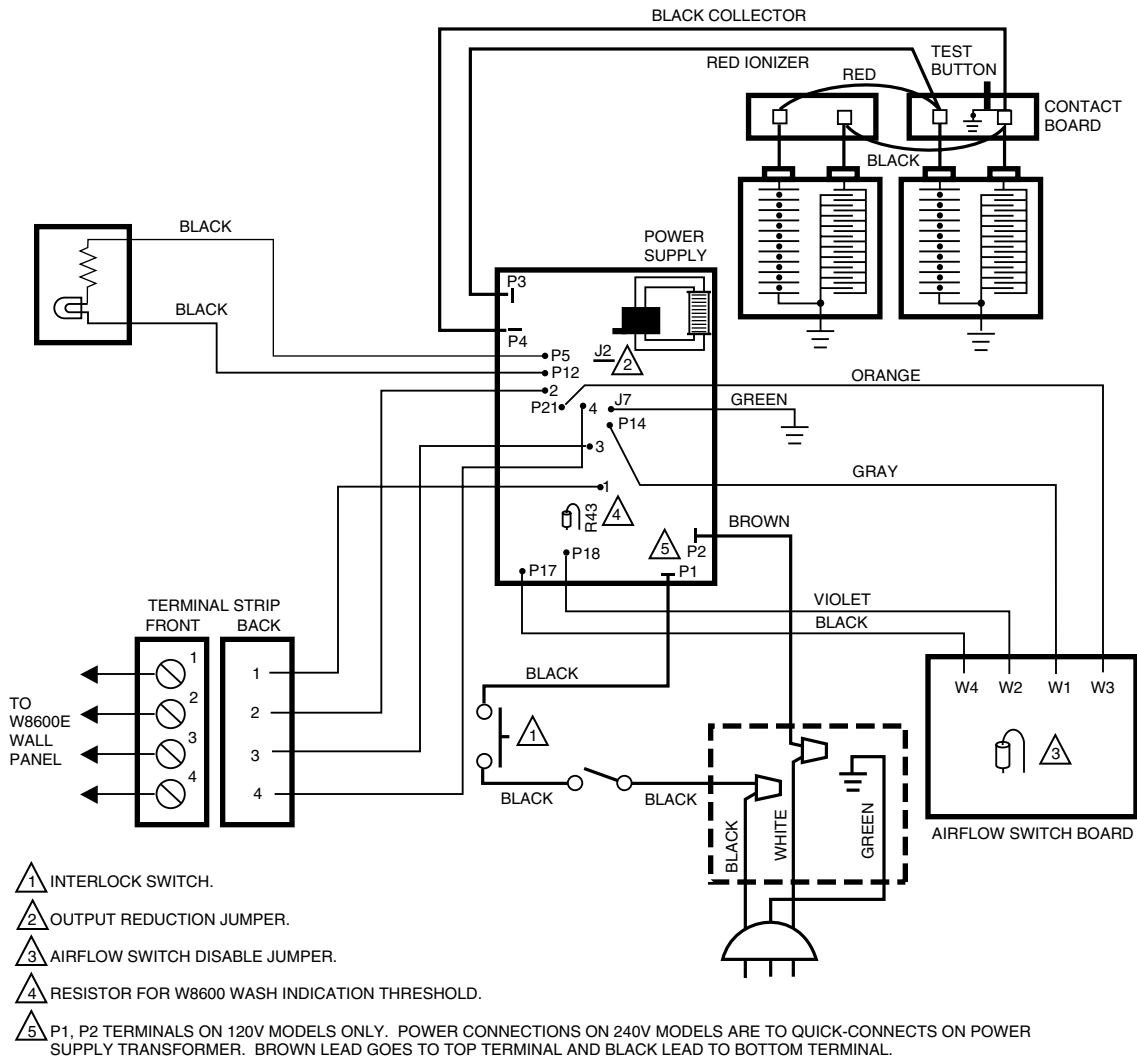 BLACK COLLECTOR
RED IONIZER
RED
TEST
BUTTON
CONTACT
BOARD
BLACK
BLACK
BLACK
POWER
SUPPLY
P3
P4
P5
P12
2
P21
4
J2
2
J7
P14
3
1
R43
4
5
P2
P1
P18
P17
ORANGE
GREEN
GRAY
BROWN
VIOLET
BLACK
TERMINAL STRIP
FRONT BACK
1
2
3
4
1
2
3
4
TO
W8600E
WALL
PANEL
BLACK
1
BLACK
BLACK
BLACK
WHITE
GREEN
W4 W2 W1 W3
3
AIRFLOW SWITCH BOARD
1 INTERLOCK SWITCH.
2 OUTPUT REDUCTION JUMPER.
3 AIRFLOW SWITCH DISABLE JUMPER.
4 RESISTOR FOR W8600 WASH INDICATION THRESHOLD.
5 P1, P2 TERMINALS ON 120V MODELS ONLY. POWER CONNECTIONS ON 240V MODELS ARE TO QUICK-CONNECTS ON POWER
SUPPLY TRANSFORMER. BROWN LEAD GOES TO TOP TERMINAL AND BLACK LEAD TO BOTTOM TERMINAL.